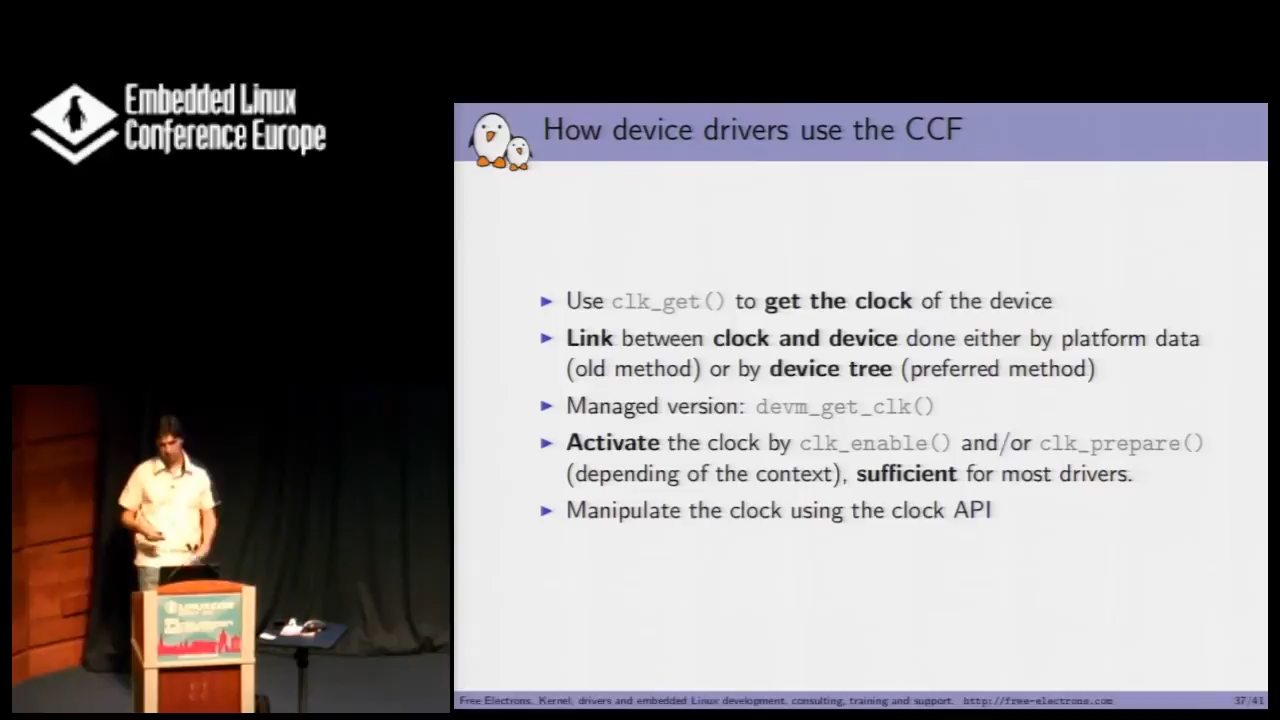 Embedded Linux
Conference Europe
How device drivers use the CCF
► Use clk_get() to get the clock of the device
► Link between clock and device done either by platform data
(old method) or by device tree (preferred method)
► Managed version: devm_get_clk()
► Activate the clock by clk_enable() and/or clk_prepare()
(depending of the context), sufficient for most drivers.
► Manipulate the clock using the clock API
Free Electrons. Kernel, drivers and embedded Linux development, consulting, training and support. http://free-electrons.com 37/41